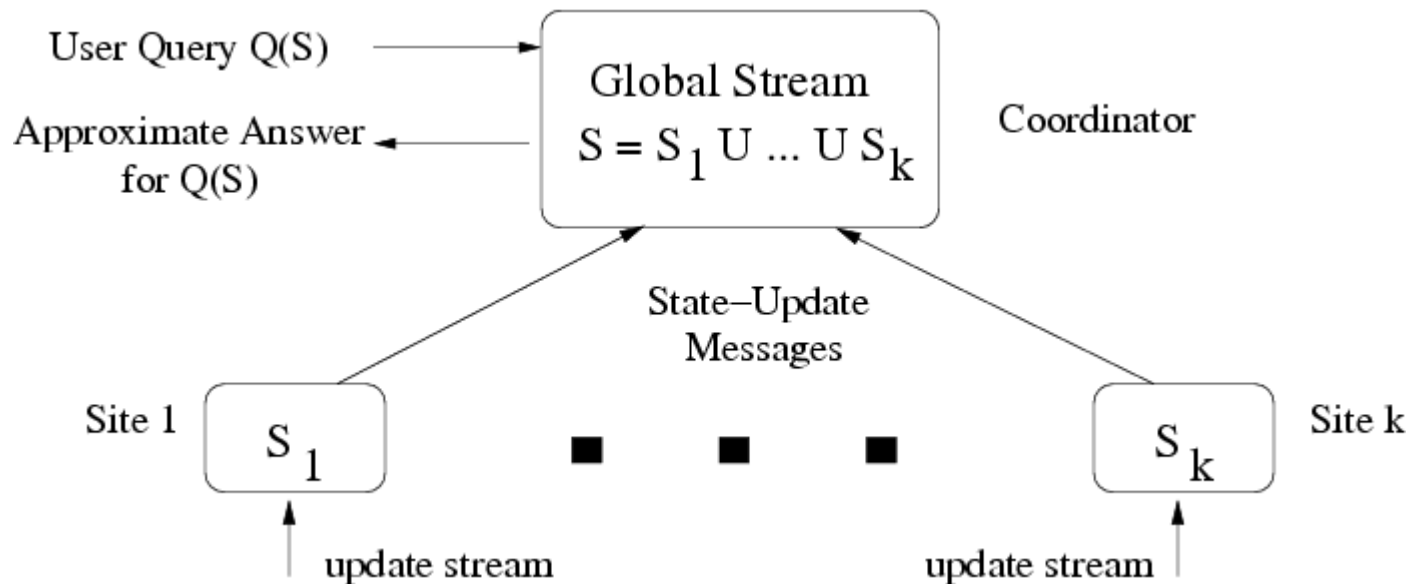 User Query Q(S)
Approximate Answer
for Q(S)
Global Stream
S = S1 U ... U Sk
Coordinator
State−Update
Messages
Site 1
S1
Sk
Site k
update stream
update stream